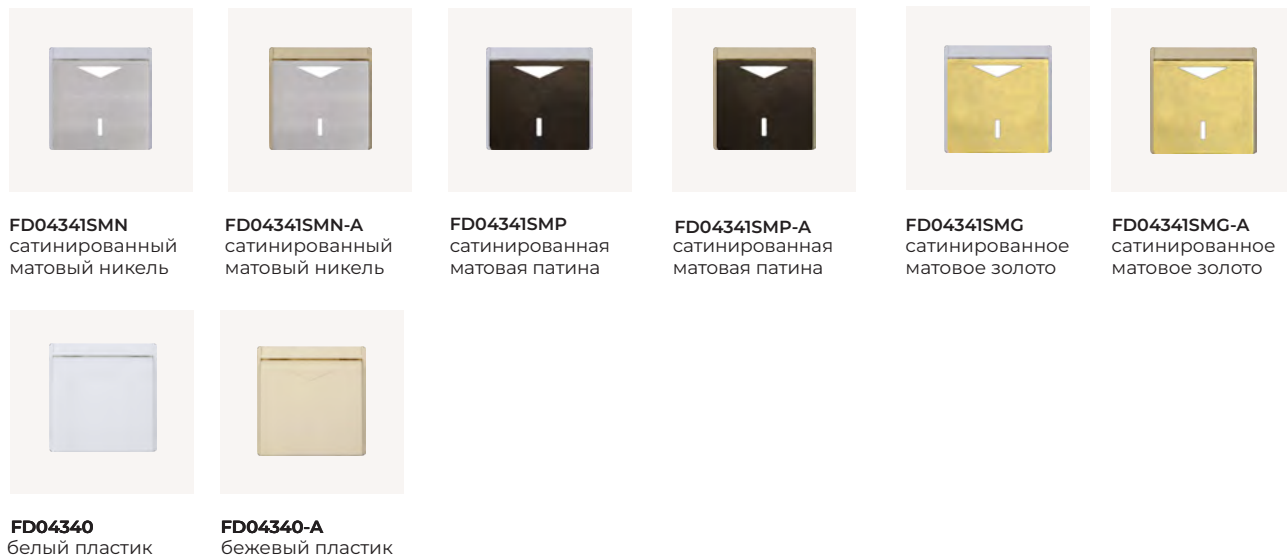 FD04341SMN
сатинированный
матовый никель
FD04341SMN-A
сатинированный
матовый никель
FD04341SMP
сатинированная
матовая патина
FD04341SMP-A
сатинированная
матовая патина
FD04341SMG
сатинированное
матовое золото
FD04341SMG-A
сатинированное
матовое золото
FD04340
белый пластик
FD04340-A
бежевый пластик